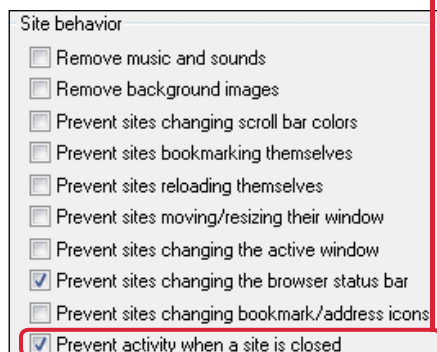 Site behavior
Remove music and sounds
Remove background images
Prevent sites changing scroll bar colors
Prevent sites bookmarking themselves
Prevent sites reloading themselves
Prevent sites moving/resizing their window
Prevent sites changing the active window
Prevent sites changing the browser status bar
Prevent sites changing bookmark/address icons
Prevent activity when a site is closed